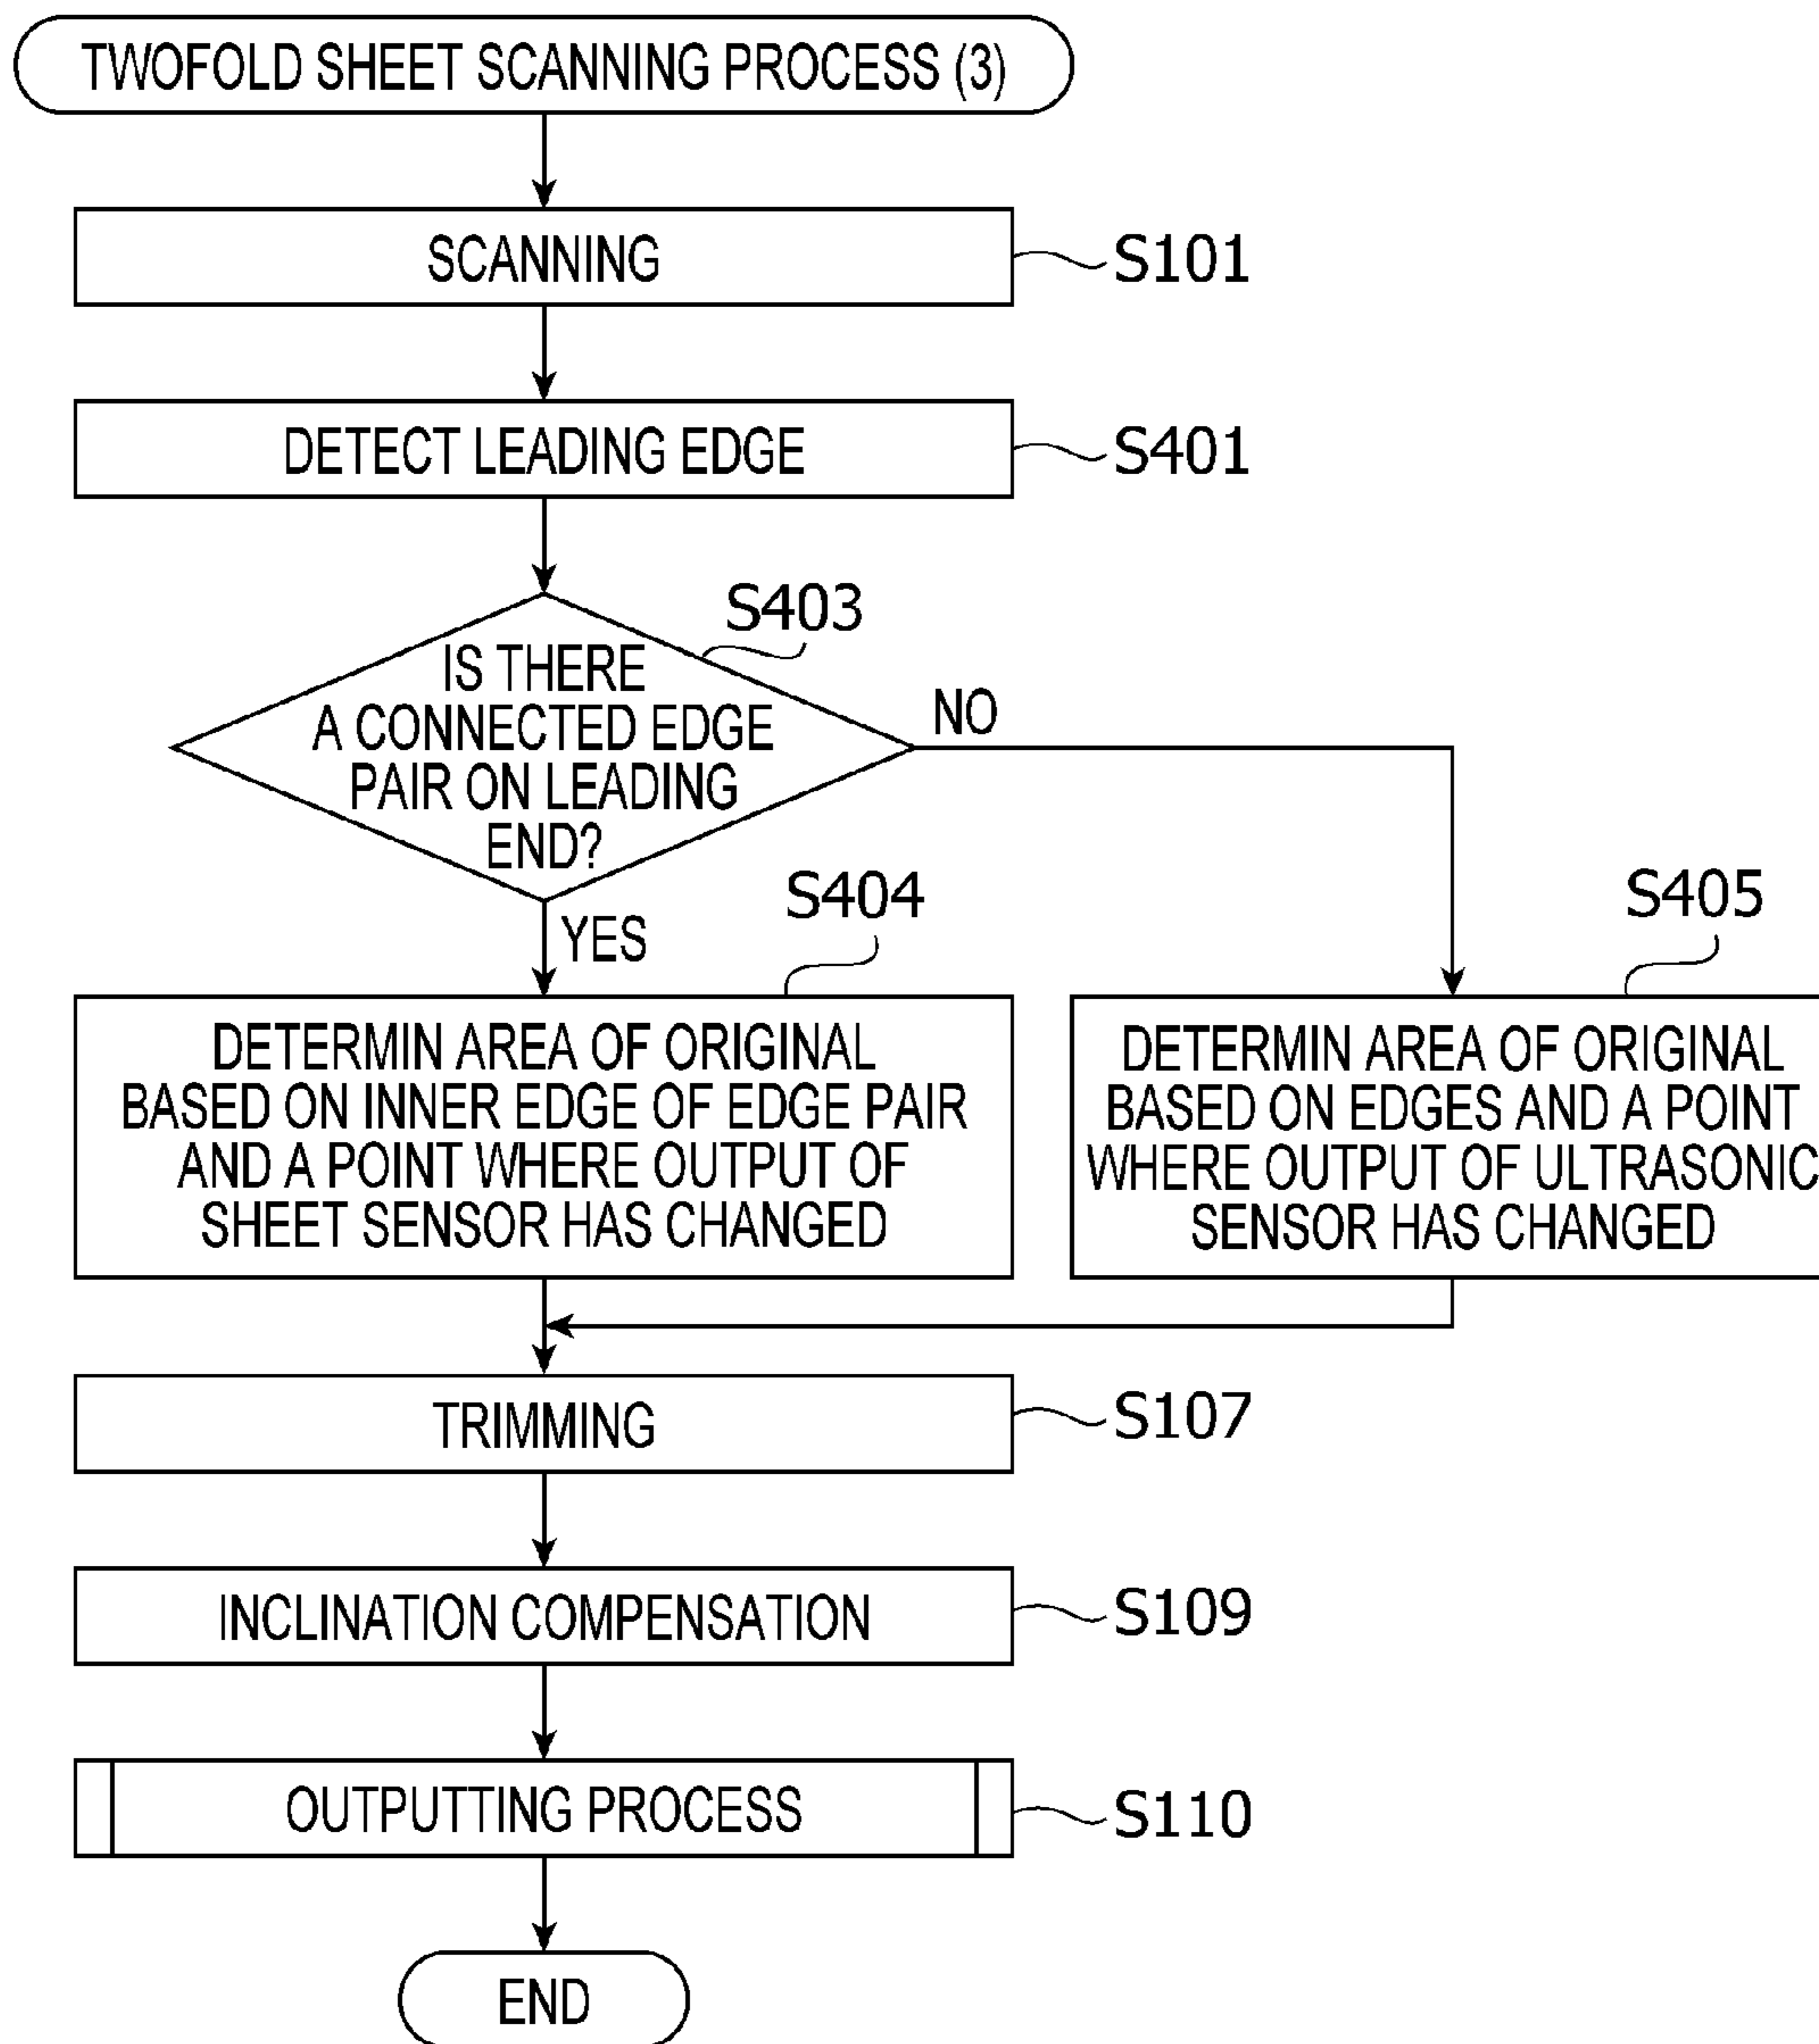 TWOFOLD SHEET SCANNING PROCESS (3)
SCANNING
S101
DETECT LEADING EDGE
S401
S403
IS THERE
A CONNECTED EDGE
PAIR ON LEADING
END?
NO
YES
S404
S405
DETERMIN AREA OF ORIGINAL
BASED ON INNER EDGE OF EDGE PAIR
AND A POINT WHERE OUTPUT OF
SHEET SENSOR HAS CHANGED
DETERMIN AREA OF ORIGINAL
BASED ON EDGES AND A POINT
WHERE OUTPUT OF ULTRASONIC
SENSOR HAS CHANGED
TRIMMING
S107
INCLINATION COMPENSATION
S109
OUTPUTTING PROCESS
S110
END